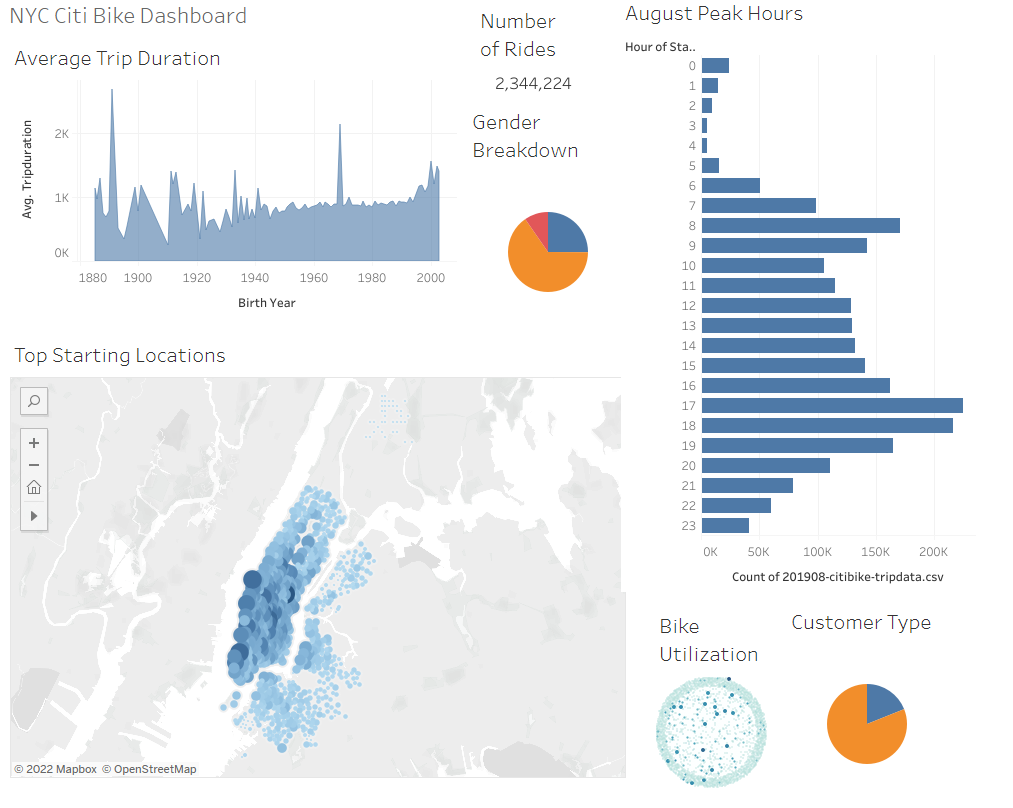 NYC Citi Bike Dashboard
Average Trip Duration
Avg. Tripduration
2K
1K
0K
1880 1900 1920 1940 1960 1980 2000
Birth Year
Number
of Rides
2,344,224
Gender
Breakdown
August Peak Hours
Hour of Sta..
0
1
2
3
4
5
6
7
8
9
10
11
12
13
14
15
16
17
18
19
20
21
22
23
0K 50K 100K 150K 200K
Count of 201908-citibike-tripdata.csv
Top Starting Locations
© 2022 Mapbox © OpenStreetMap
Bike
Utilization
Customer Type